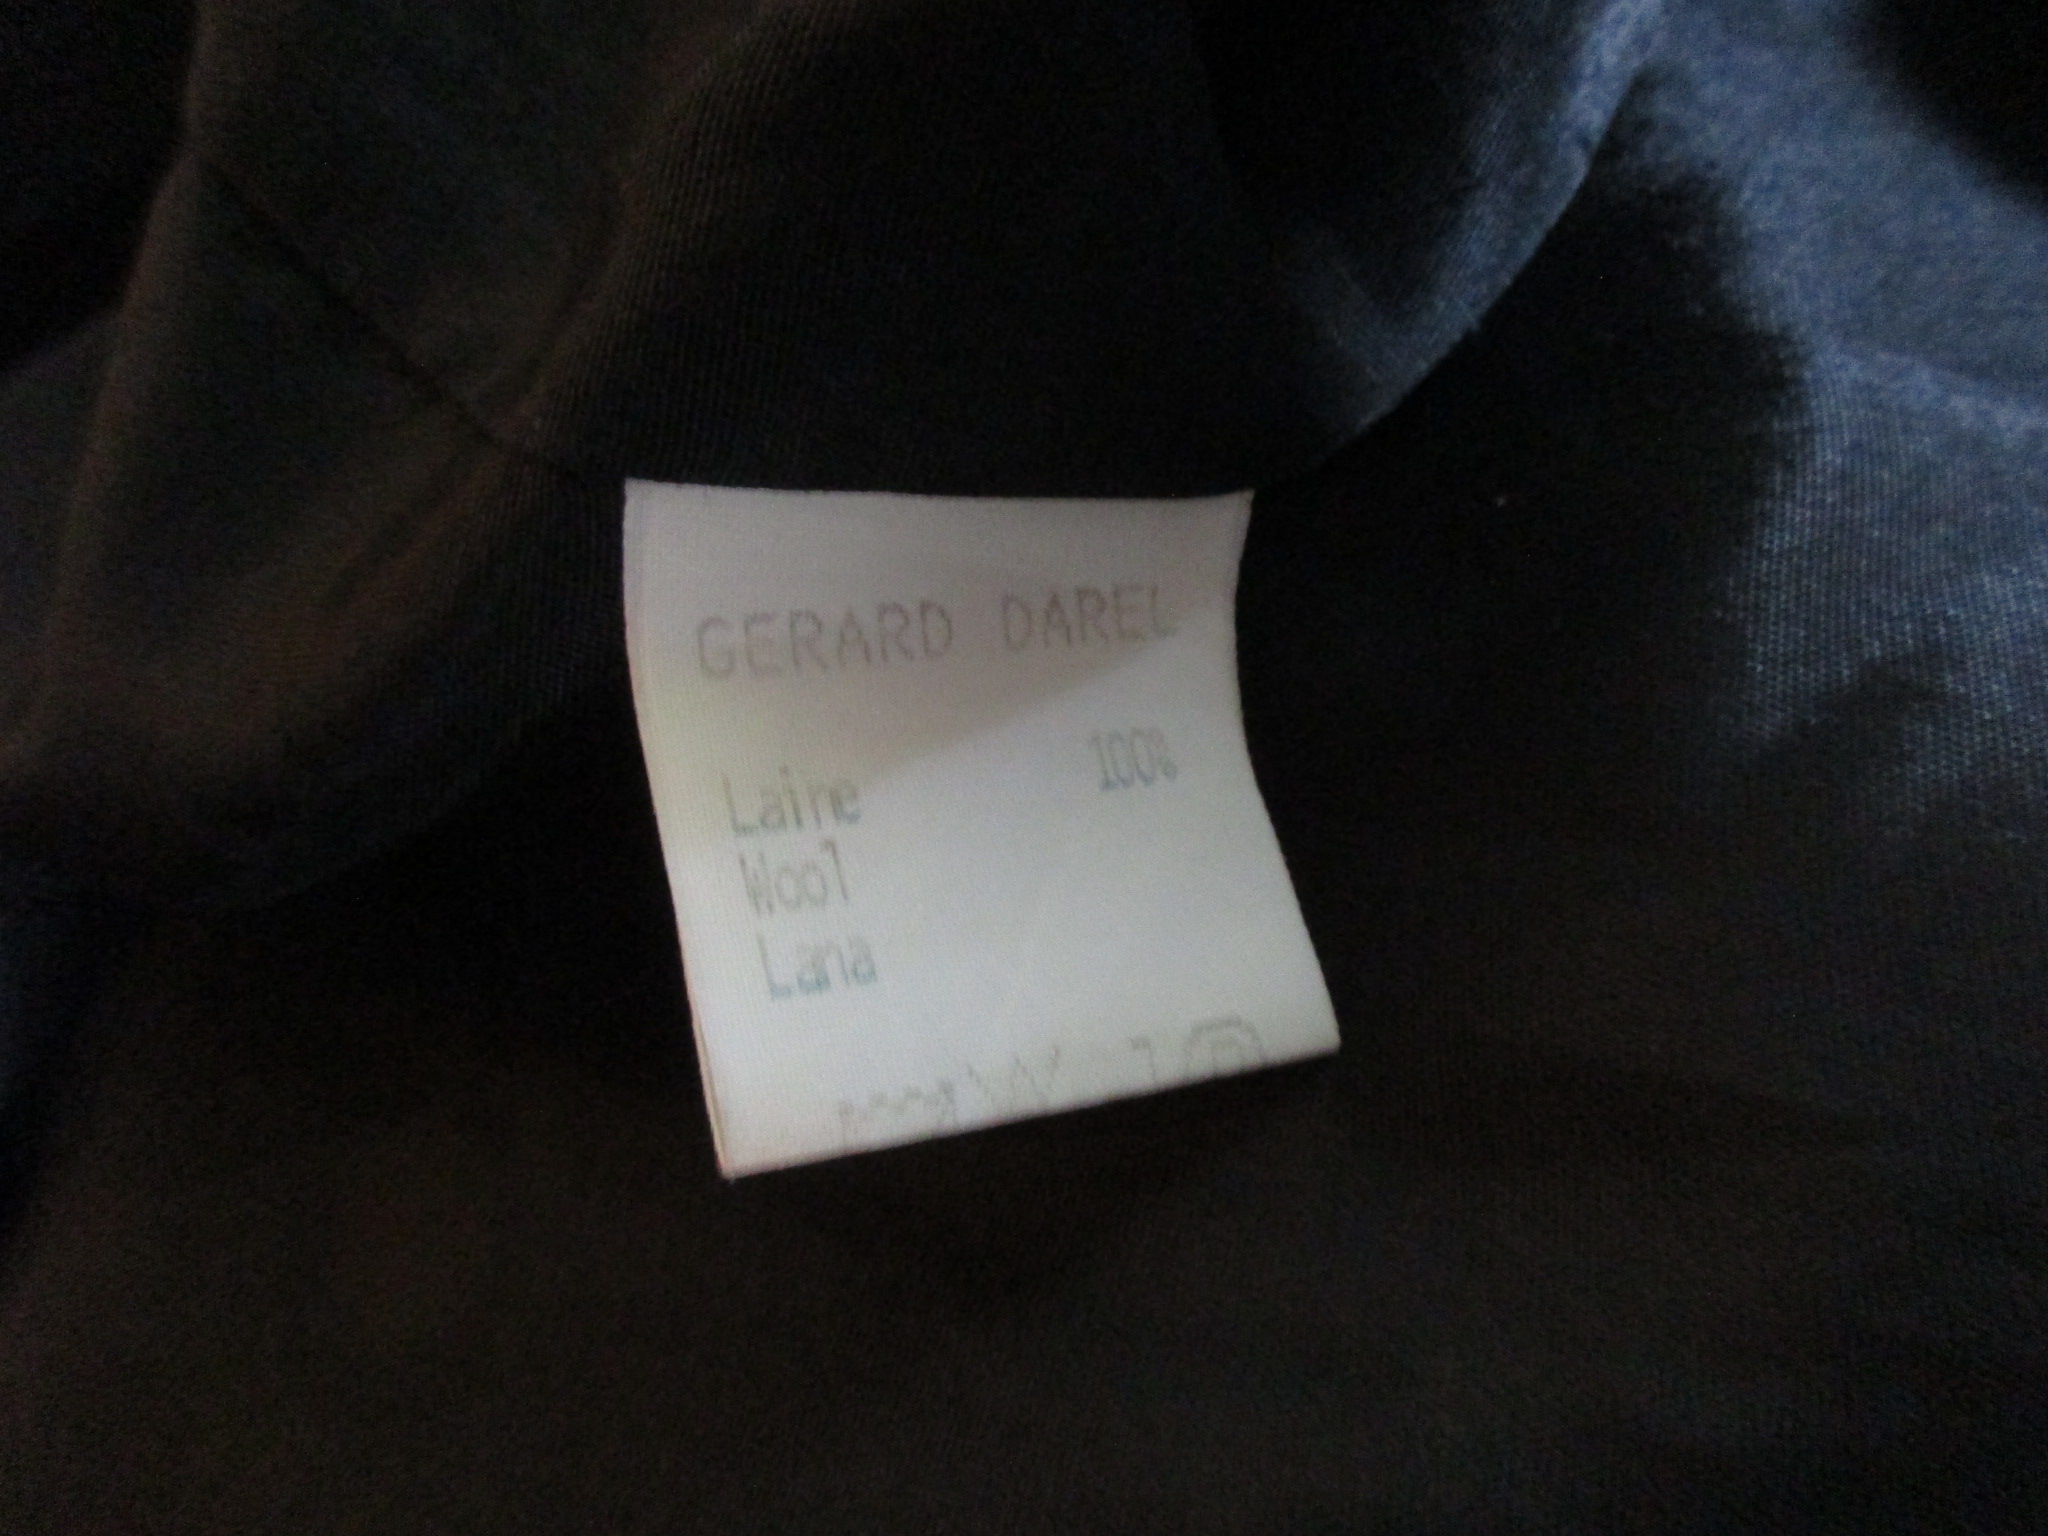 GERARD DAREL
Laine 100%
Wool
Lana